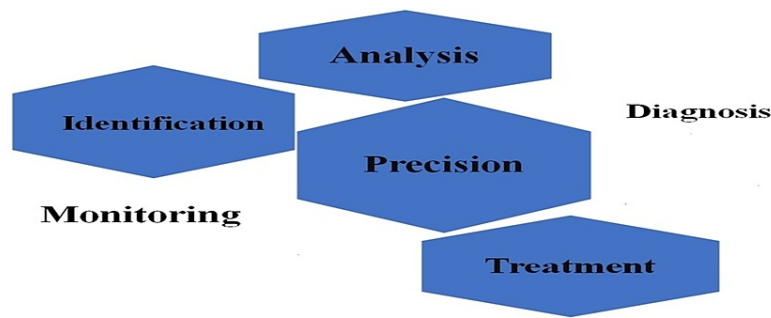 Analysis
Diagnosis
Identification
Precision
Monitoring
Treatment